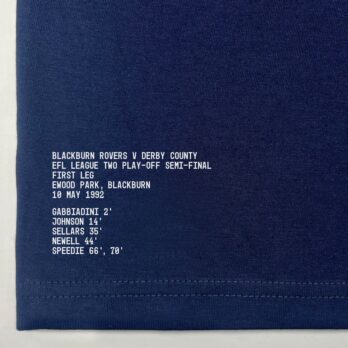 BLACKBURN ROVERS V DERBY COUNTY
EFL LEAGUE TWO PLAY-OFF SEMI-FINAL
FIRST LEG
EWOOD PARK, BLACKBURN
10 MAY 1992
GABBIADINI 2'
JOHNSON 14'
SELLARS 35'
NEWELL 44'
SPEEDIE 66', 70'